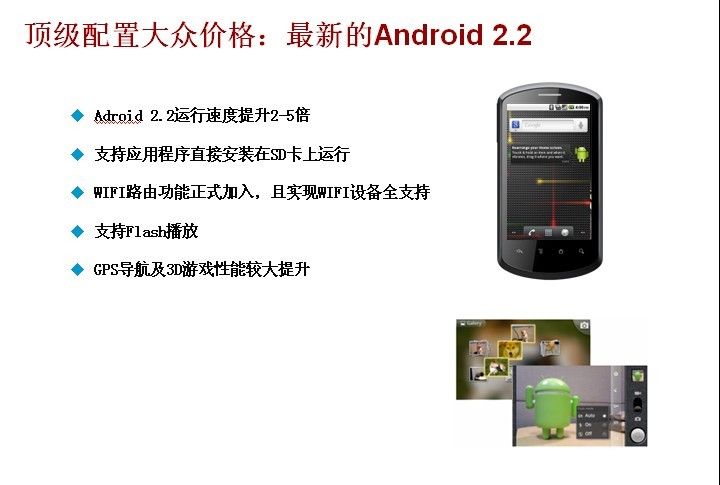 顶级配置大众价格：最新的Android 2.2
Adroid 2.2运行速度提升2-5倍
支持应用程序直接安装在SD卡上运行
WIFI路由功能正式加入，且实现WIFI设备全支持
支持Flash播放
GPS导航及3D游戏性能较大提升
Google
Rearrange your Home screen.
Gallery
Auto
On
Off